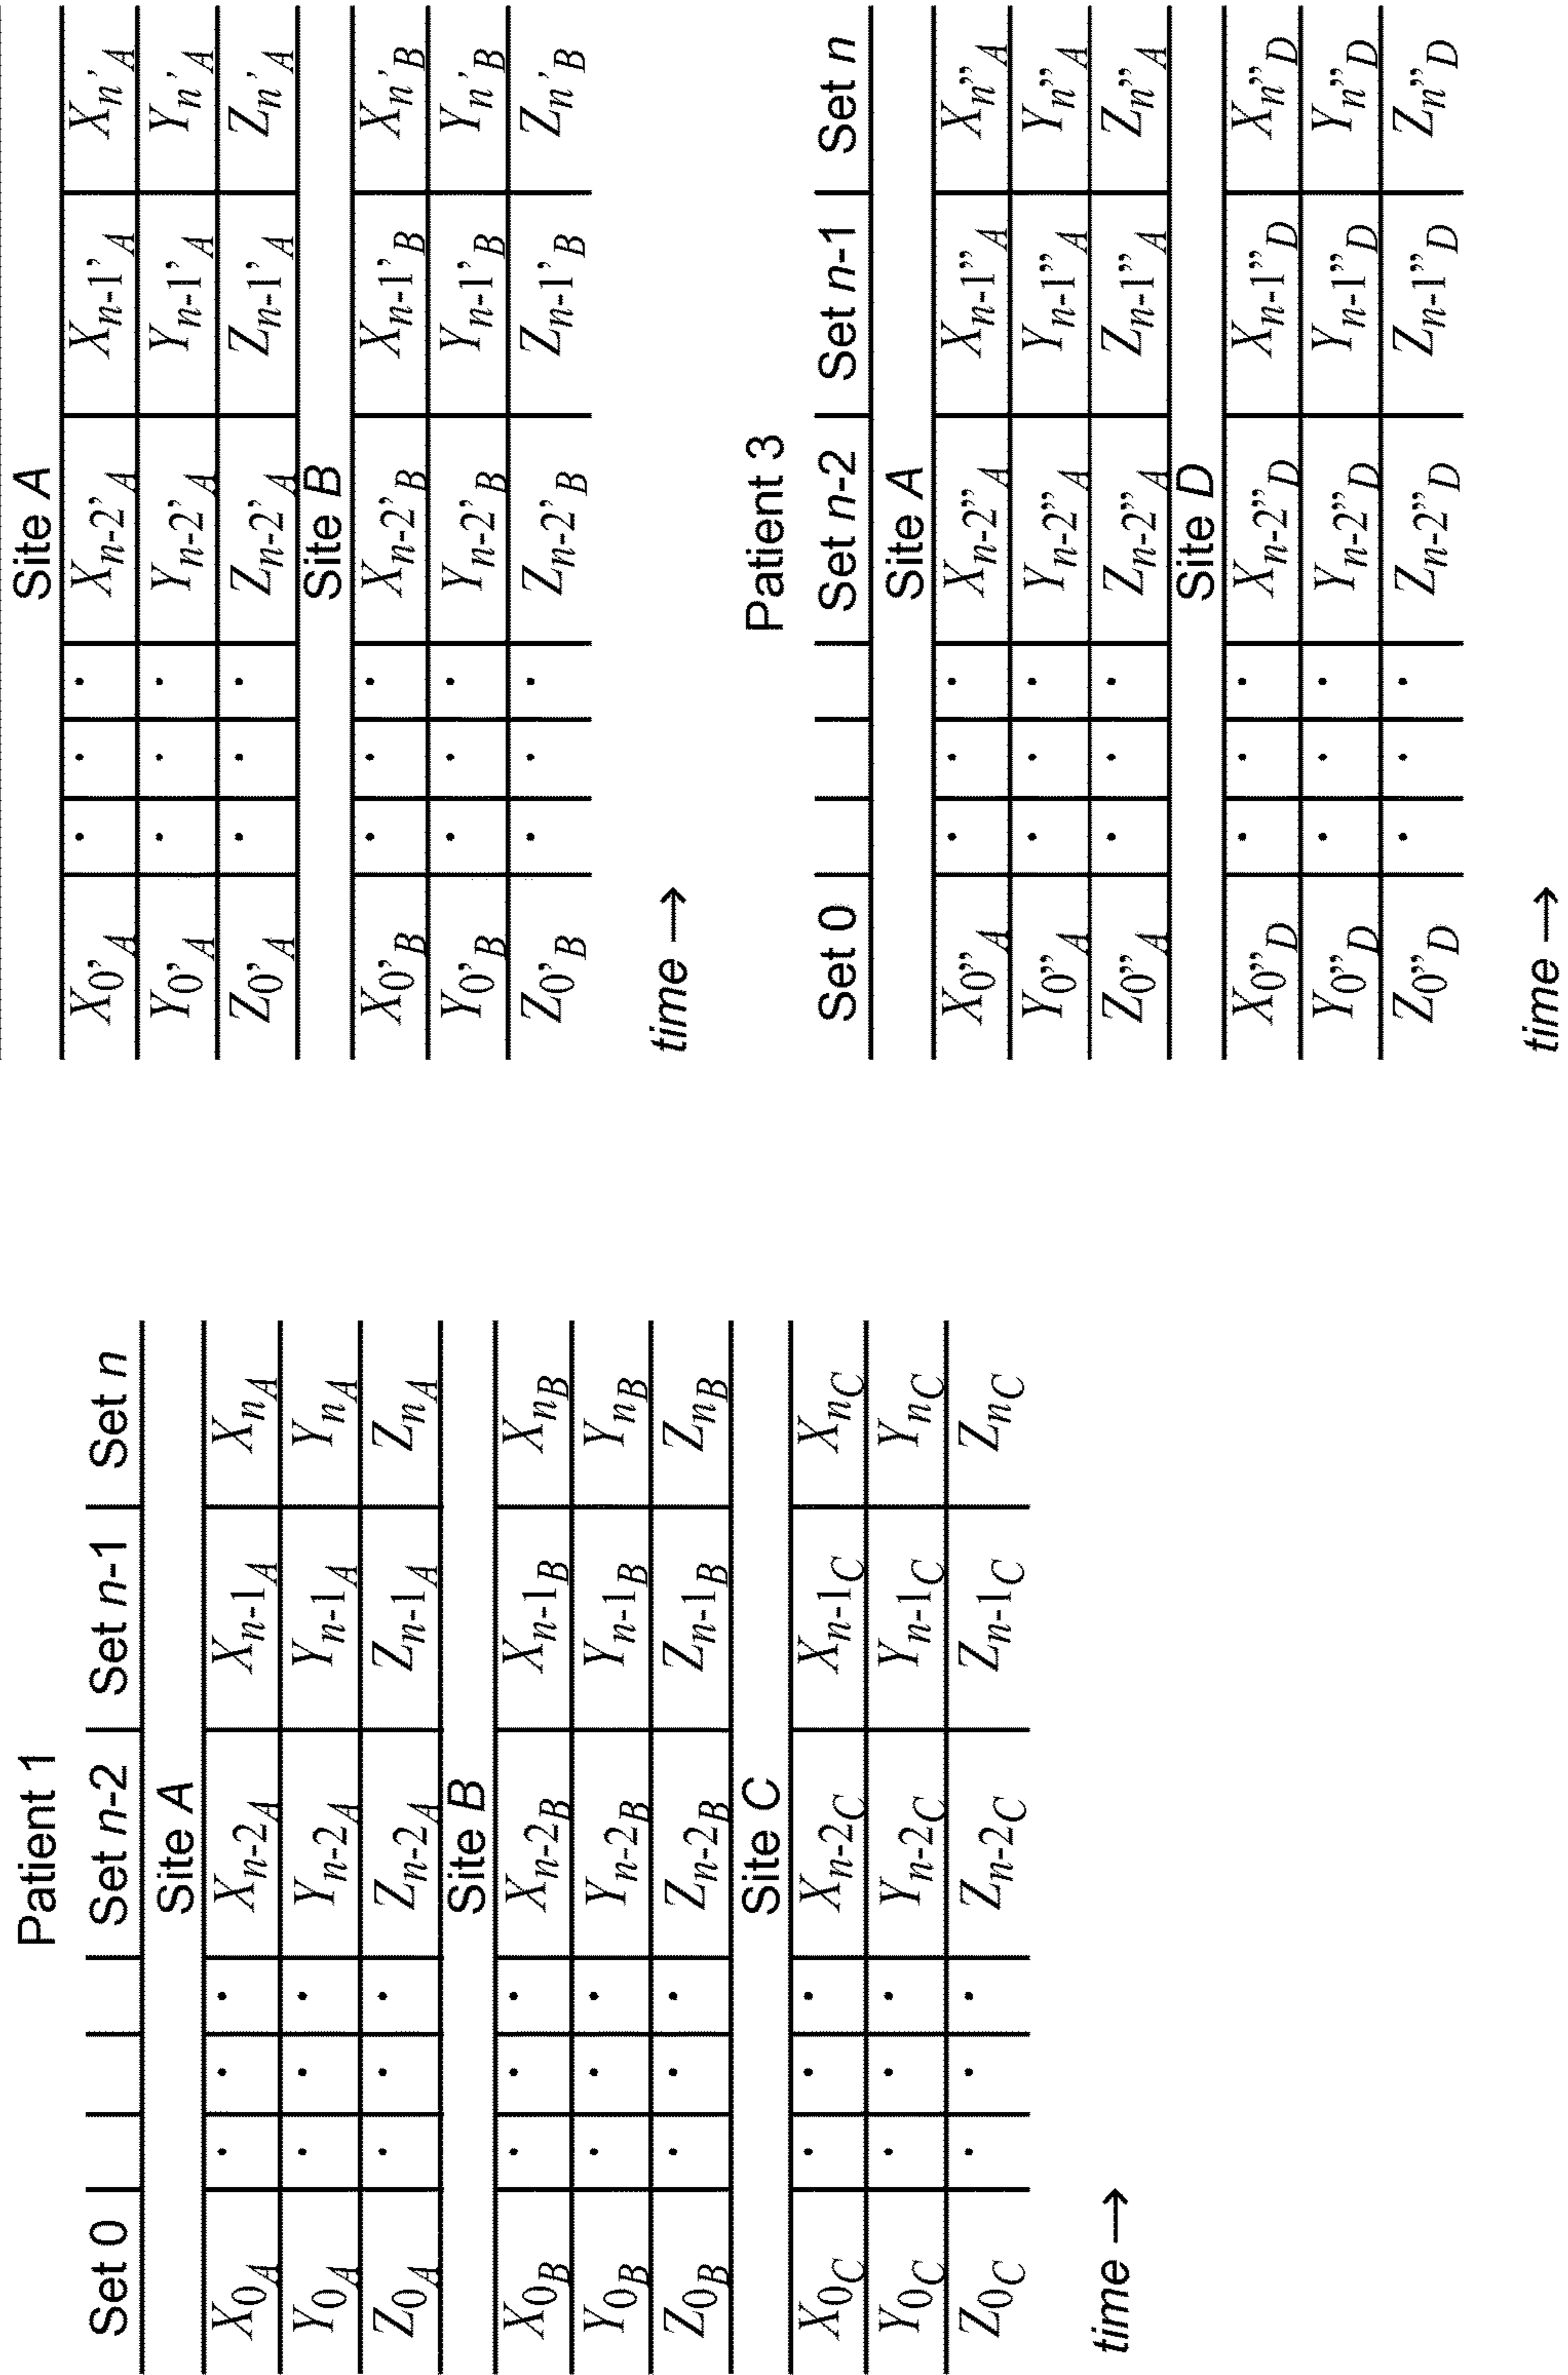 Patient 1
Set 0 Set n-2 Set n-1 Set n
Site A
X0A . . . Xn-2A Xn-1A XnA
Y0A . . . Yn-2A Yn-1A YnA
Z0A . . . Zn-2A Zn-1A ZnA
Site B
X0B . . . Xn-2B Xn-1B XnB
Y0B . . . Yn-2B Yn-1B YnB
Z0B . . . Zn-2B Zn-1B ZnB
Site C
X0C . . . Xn-2C Xn-1C XnC
Y0C . . . Yn-2C Yn-1C YnC
Z0C . . . Zn-2C Zn-1C ZnC
time →
Site A
X0’A . . . Xn-2’A Xn-1’A Xn’A
Y0’A . . . Yn-2’A Yn-1’A Yn’A
Z0’A . . . Zn-2’A Zn-1’A Zn’A
Site B
X0’B . . . Xn-2’B Xn-1’B Xn’B
Y0’B . . . Yn-2’B Yn-1’B Yn’B
Z0’B . . . Zn-2’B Zn-1’B Zn’B
time →
Patient 3
Set 0 Set n-2 Set n-1 Set n
Site A
X0”A . . . Xn-2”A Xn-1”A Xn”A
Y0”A . . . Yn-2”A Yn-1”A Yn”A
Z0”A . . . Zn-2”A Zn-1”A Zn”A
Site D
X0”D . . . Xn-2”D Xn-1”D Xn”D
Y0”D . . . Yn-2”D Yn-1”D Yn”D
Z0”D . . . Zn-2”D Zn-1”D Zn”D
time →